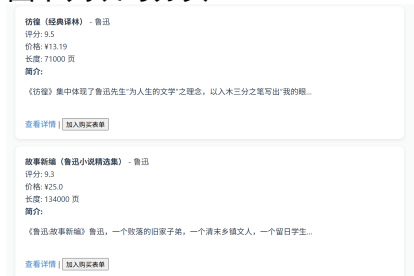 彷徨（经典译林） - 鲁迅
评分: 9.5
价格: ¥13.19
长度: 71000 页
简介:
《彷徨》集中体现了鲁迅先生“为人生的文学”之理念，以入木三分之笔写出“我的眼...
查看详情 | 加入购买表单
故事新编（鲁迅小说精选集） - 鲁迅
评分: 9.3
价格: ¥25.0
长度: 134000 页
简介:
《鲁迅:故事新编》鲁迅，一个败落的旧家子弟，一个清末乡镇文人，一个留日学生...
查看详情 | 加入购买表单